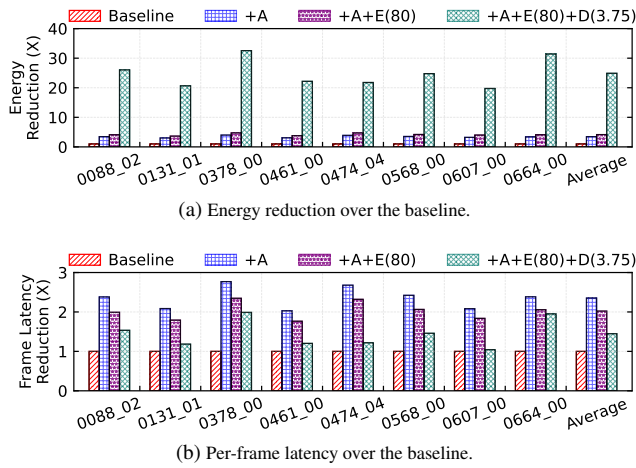 Baseline +A +A+E(80) +A+E(80)+D(3.75)
40
30
20
10
0
Energy
Reduction (X)
0088_02 0131_01 0378_00 0461_00 0474_04 0568_00 0607_00 0664_00 Average
(a) Energy reduction over the baseline.
Baseline +A +A+E(80) +A+E(80)+D(3.75)
3
2
1
0
Frame Latency
Reduction (X)
0088_02 0131_01 0378_00 0461_00 0474_04 0568_00 0607_00 0664_00 Average
(b) Per-frame latency over the baseline.